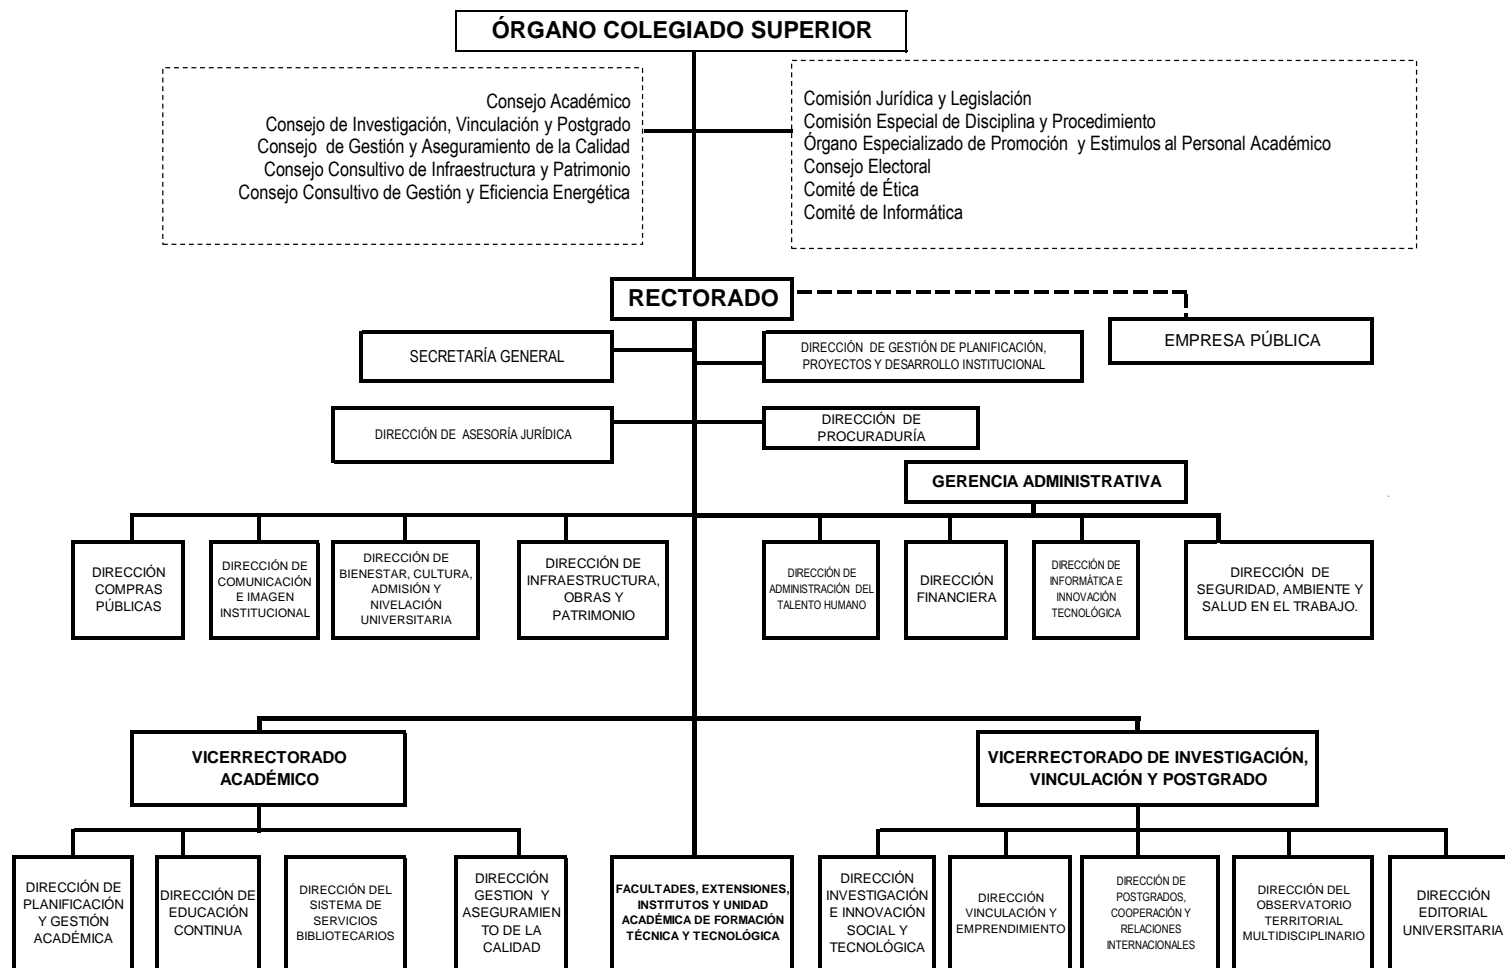 ÓRGANO COLEGIADO SUPERIOR
Consejo Académico
Consejo de Investigación, Vinculación y Postgrado
Consejo de Gestión y Aseguramiento de la Calidad
Consejo Consultivo de Infraestructura y Patrimonio
Consejo Consultivo de Gestión y Eficiencia Energética
Comisión Jurídica y Legislación
Comisión Especial de Disciplina y Procedimiento
Órgano Especializado de Promoción y Estimulos al Personal Académico
Consejo Electoral
Comité de Ética
Comité de Informática
RECTORADO
EMPRESA PÚBLICA
SECRETARÍA GENERAL
DIRECCIÓN DE GESTIÓN DE PLANIFICACIÓN,
PROYECTOS Y DESARROLLO INSTITUCIONAL
DIRECCIÓN DE ASESORÍA JURÍDICA
DIRECCIÓN DE
PROCURADURÍA
GERENCIA ADMINISTRATIVA
DIRECCIÓN
COMPRAS
PÚBLICAS
DIRECCIÓN DE
COMUNICACIÓN
E IMAGEN
INSTITUCIONAL
DIRECCIÓN DE
BIENESTAR, CULTURA,
ADMISIÓN Y
NIVELACIÓN
UNIVERSITARIA
DIRECCIÓN DE
INFRAESTRUCTURA,
OBRAS Y
PATRIMONIO
DIRECCIÓN DE
ADMINISTRACIÓN DEL
TALENTO HUMANO
DIRECCIÓN
FINANCIERA
DIRECCIÓN DE
INFORMÁTICA E
INNOVACIÓN
TECNOLÓGICA
DIRECCIÓN DE
SEGURIDAD, AMBIENTE Y
SALUD EN EL TRABAJO.
VICERRECTORADO
ACADÉMICO
VICERRECTORADO DE INVESTIGACIÓN,
VINCULACIÓN Y POSTGRADO
DIRECCIÓN DE
PLANIFICACIÓN
Y GESTIÓN
ACADÉMICA
DIRECCIÓN DE
EDUCACIÓN
CONTINUA
DIRECCIÓN DEL
SISTEMA DE
SERVICIOS
BIBLIOTECARIOS
DIRECCIÓN
GESTION Y
ASEGURAMIEN
TO DE LA
CALIDAD
FACULTADES, EXTENSIONES,
INSTITUTOS Y UNIDAD
ACADÉMICA DE FORMACIÓN
TÉCNICA Y TECNOLÓGICA
DIRECCIÓN
INVESTIGACIÓN
E INNOVACIÓN
SOCIAL Y
TECNOLÓGICA
DIRECCIÓN
VINCULACIÓN Y
EMPRENDIMIENTO
DIRECCIÓN DE
POSTGRADOS,
COOPERACIÓN Y
RELACIONES
INTERNACIONALES
DIRECCIÓN DEL
OBSERVATORIO
TERRITORIAL
MULTIDISCIPLINARIO
DIRECCIÓN
EDITORIAL
UNIVERSITARIA